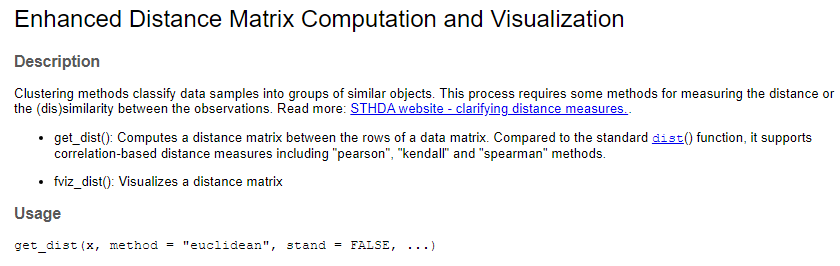 Enhanced Distance Matrix Computation and Visualization
Description
Clustering methods classify data samples into groups of similar objects. This process requires some methods for measuring the distance or
the (dis)similarity between the observations. Read more: STHDA website - clarifying distance measures..
• get_dist(): Computes a distance matrix between the rows of a data matrix. Compared to the standard dist() function, it supports
correlation-based distance measures including "pearson", "kendall" and "spearman" methods.
• fviz_dist(): Visualizes a distance matrix
Usage
get_dist(x, method = "euclidean", stand = FALSE, ...)